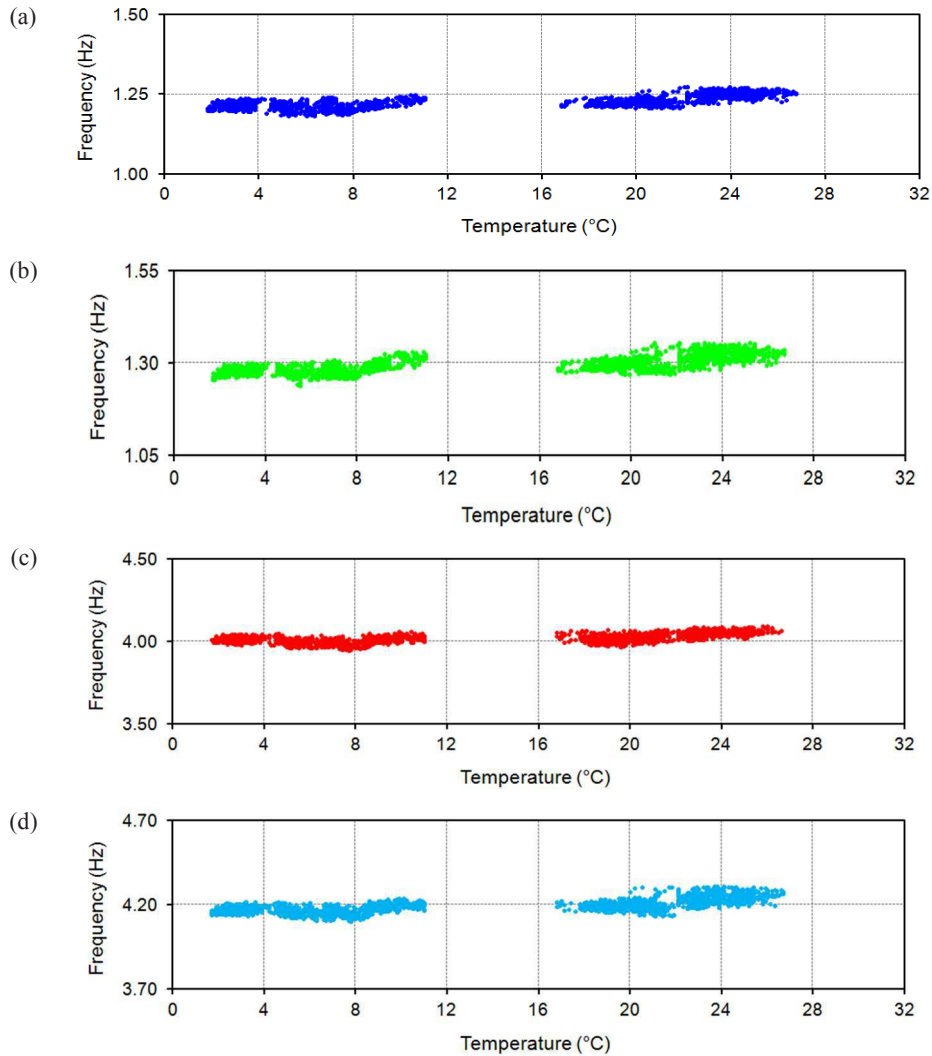 (a)
Frequency (Hz)
1.50
1.25
1.00
0 4 8 12 16 20 24 28 32
Temperature (°C)
(b)
Frequency (Hz)
1.55
1.30
1.05
0 4 8 12 16 20 24 28 32
Temperature (°C)
(c)
Frequency (Hz)
4.50
4.00
3.50
0 4 8 12 16 20 24 28 32
Temperature (°C)
(d)
Frequency (Hz)
4.70
4.20
3.70
0 4 8 12 16 20 24 28 32
Temperature (°C)